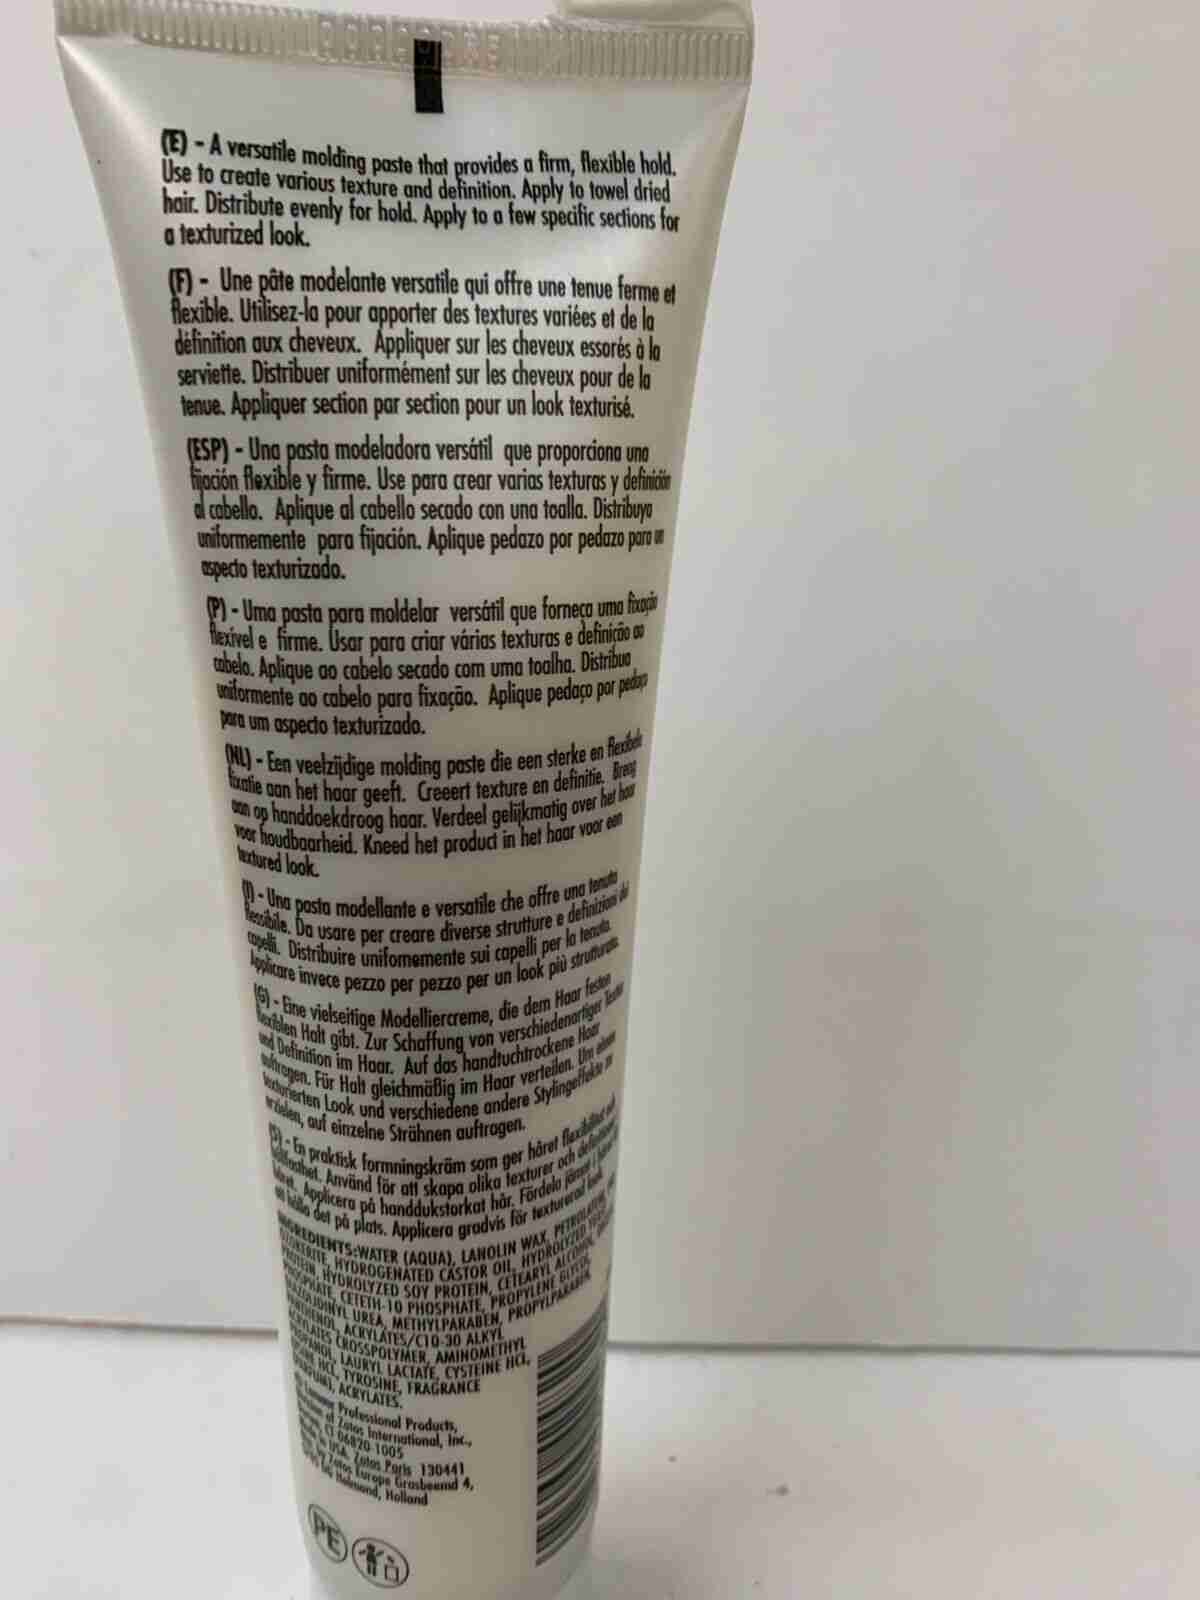 (E) - A versatile molding paste that provides a firm, flexible hold.
Use to create various texture and definition. Apply to towel dried
hair. Distribute evenly for hold. Apply to a few specific sections for
a texturized look.
(F) - Une pâte modelante versatile qui offre une tenue ferme et
flexible. Utilisez-la pour apporter des textures variées et de la
définition aux cheveux. Appliquer sur les cheveux essorés à la
serviette. Distribuer uniformément sur les cheveux pour de la
tenue. Appliquer section par section pour un look texturisé.
(ESP) - Una pasta modeladora versátil que proporciona una
fijación flexible y firme. Use para crear varias texturas y definición
al cabello. Aplique al cabello secado con una toalla. Distribuya
uniformemente para fijación. Aplique pedazo por pedazo para un
aspecto texturizado.
(P) - Uma pasta para moldelar versátil que forneca uma fixação
flexível e firme. Usar para criar várias texturas e definição ao
cabelo. Aplique ao cabelo secado com uma toalha. Distribua
uniformente ao cabelo para fixação. Aplique pedaço por pedaço
para um aspecto texturizado.
(NL) - Een veelzijdige molding paste die een sterke en flexibele
fixatie aan het haar geeft. Creeert texture en definitie. Breng
aan op handdoekdroog haar. Verdeel gelijkmatig over het haar
voor houdbaarheid. Kneed het product in het haar voor een
textured look.
(I) - Una pasta modellante e versatile che offre una tenuta
flessibile. Da usare per creare diverse strutture e definizioni dei
capelli. Distribuire unifomemente sui capelli per la tenuta.
Applicare invece pezzo per pezzo per un look più strutturato.
(G) - Eine vielseitige Modelliercreme, die dem Haar festen
flexiblen Halt gibt. Zur Schaffung von verschiedenartiger Textur
und Definition im Haar. Auf das handtuchtrockene Haar
auftragen. Für Halt gleichmäßig im Haar verteilen. Um einen
texturierten Look und verschiedene andere Stylingeffekte zu
erzielen, auf einzelne Strähnen auftragen.
(S) - En praktisk formningskräm som ger håret flexibilitet och
hållfasthet. Använd för att skapa olika texturer och definitioner
håret. Applicera på handdukstorkat hår. Fördela jämnt i håret
att hålla det på plats. Applicera gradvis för texturerad look.
INGREDIENTS:WATER (AQUA), LANOLIN WAX, PETROLATUM,
OZOKERITE, HYDROGENATED CASTOR OIL, HYDROLYZED
PROTEIN, HYDROLYZED SOY PROTEIN, CETEARYL ALCOHOL,
PHOSPHATE, CETETH-10 PHOSPHATE, PROPYLENE GLYCOL,
DIAZOLIDINYL UREA, METHYLPARABEN, PROPYLPARABEN,
PANTHENOL, ACRYLATES/C10-30 ALKYL
ACRYLATES CROSSPOLYMER, AMINOMETHYL
PROPANOL, LAURYL LACTATE, CYSTEINE HCl,
HCl, TYROSINE, FRAGRANCE
(PARFUM), ACRYLATES.
Professional Products,
of Zotos International, Inc.,
CT 06820-1005
in USA. Zotos Paris 130441
by Zotos Europe Grasbeemd 4,
Helmond, Holland
PE